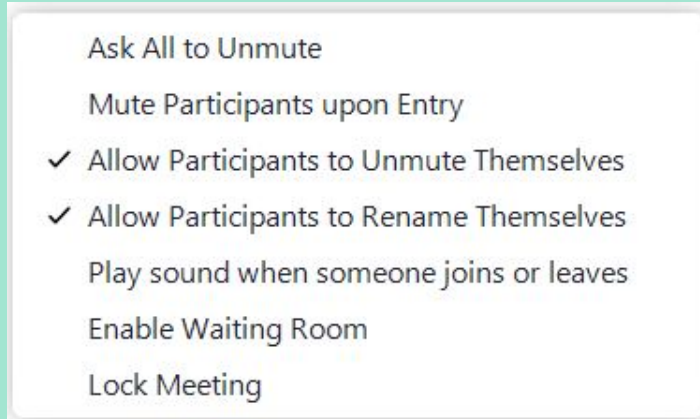 Ask All to Unmute
Mute Participants upon Entry
✓ Allow Participants to Unmute Themselves
✓ Allow Participants to Rename Themselves
Play sound when someone joins or leaves
Enable Waiting Room
Lock Meeting